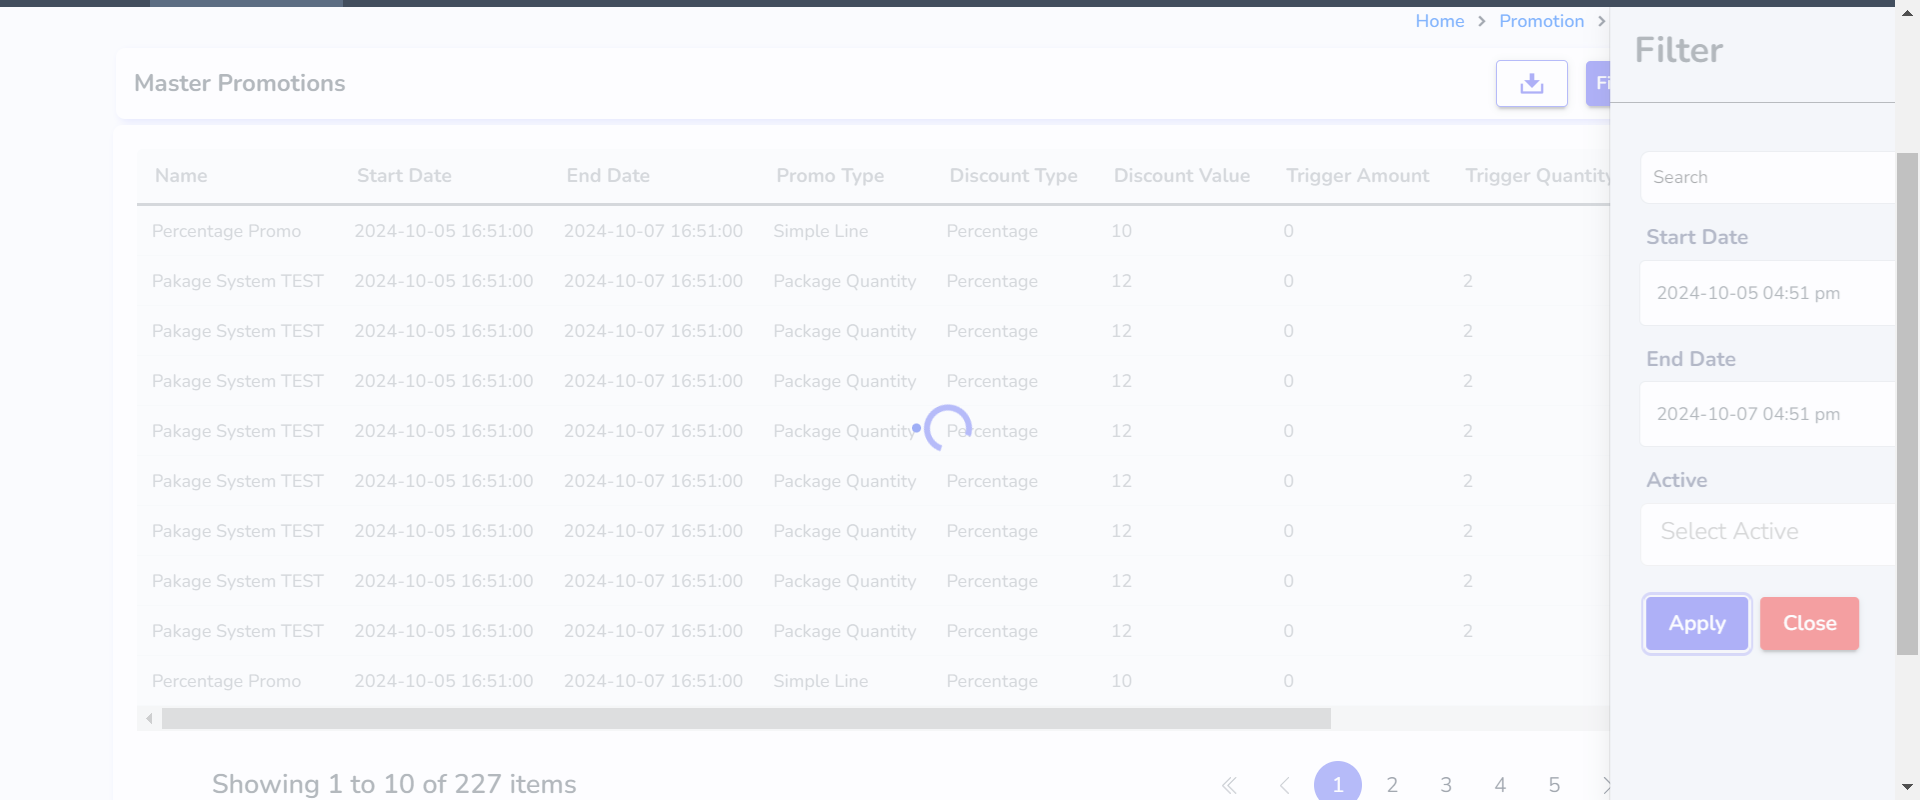 Home > Promotion >
Filter
Master Promotions
Fi
Name Start Date End Date Promo Type Discount Type Discount Value Trigger Amount Trigger Quantity
Percentage Promo 2024-10-05 16:51:00 2024-10-07 16:51:00 Simple Line Percentage 10 0
Pakage System TEST 2024-10-05 16:51:00 2024-10-07 16:51:00 Package Quantity Percentage 12 0 2
Pakage System TEST 2024-10-05 16:51:00 2024-10-07 16:51:00 Package Quantity Percentage 12 0 2
Pakage System TEST 2024-10-05 16:51:00 2024-10-07 16:51:00 Package Quantity Percentage 12 0 2
Pakage System TEST 2024-10-05 16:51:00 2024-10-07 16:51:00 Package Quantity Percentage 12 0 2
Pakage System TEST 2024-10-05 16:51:00 2024-10-07 16:51:00 Package Quantity Percentage 12 0 2
Pakage System TEST 2024-10-05 16:51:00 2024-10-07 16:51:00 Package Quantity Percentage 12 0 2
Pakage System TEST 2024-10-05 16:51:00 2024-10-07 16:51:00 Package Quantity Percentage 12 0 2
Pakage System TEST 2024-10-05 16:51:00 2024-10-07 16:51:00 Package Quantity Percentage 12 0 2
Percentage Promo 2024-10-05 16:51:00 2024-10-07 16:51:00 Simple Line Percentage 10 0
Showing 1 to 10 of 227 items
« < 1 2 3 4 5 >
Search
Start Date
2024-10-05 04:51 pm
End Date
2024-10-07 04:51 pm
Active
Select Active
Apply Close